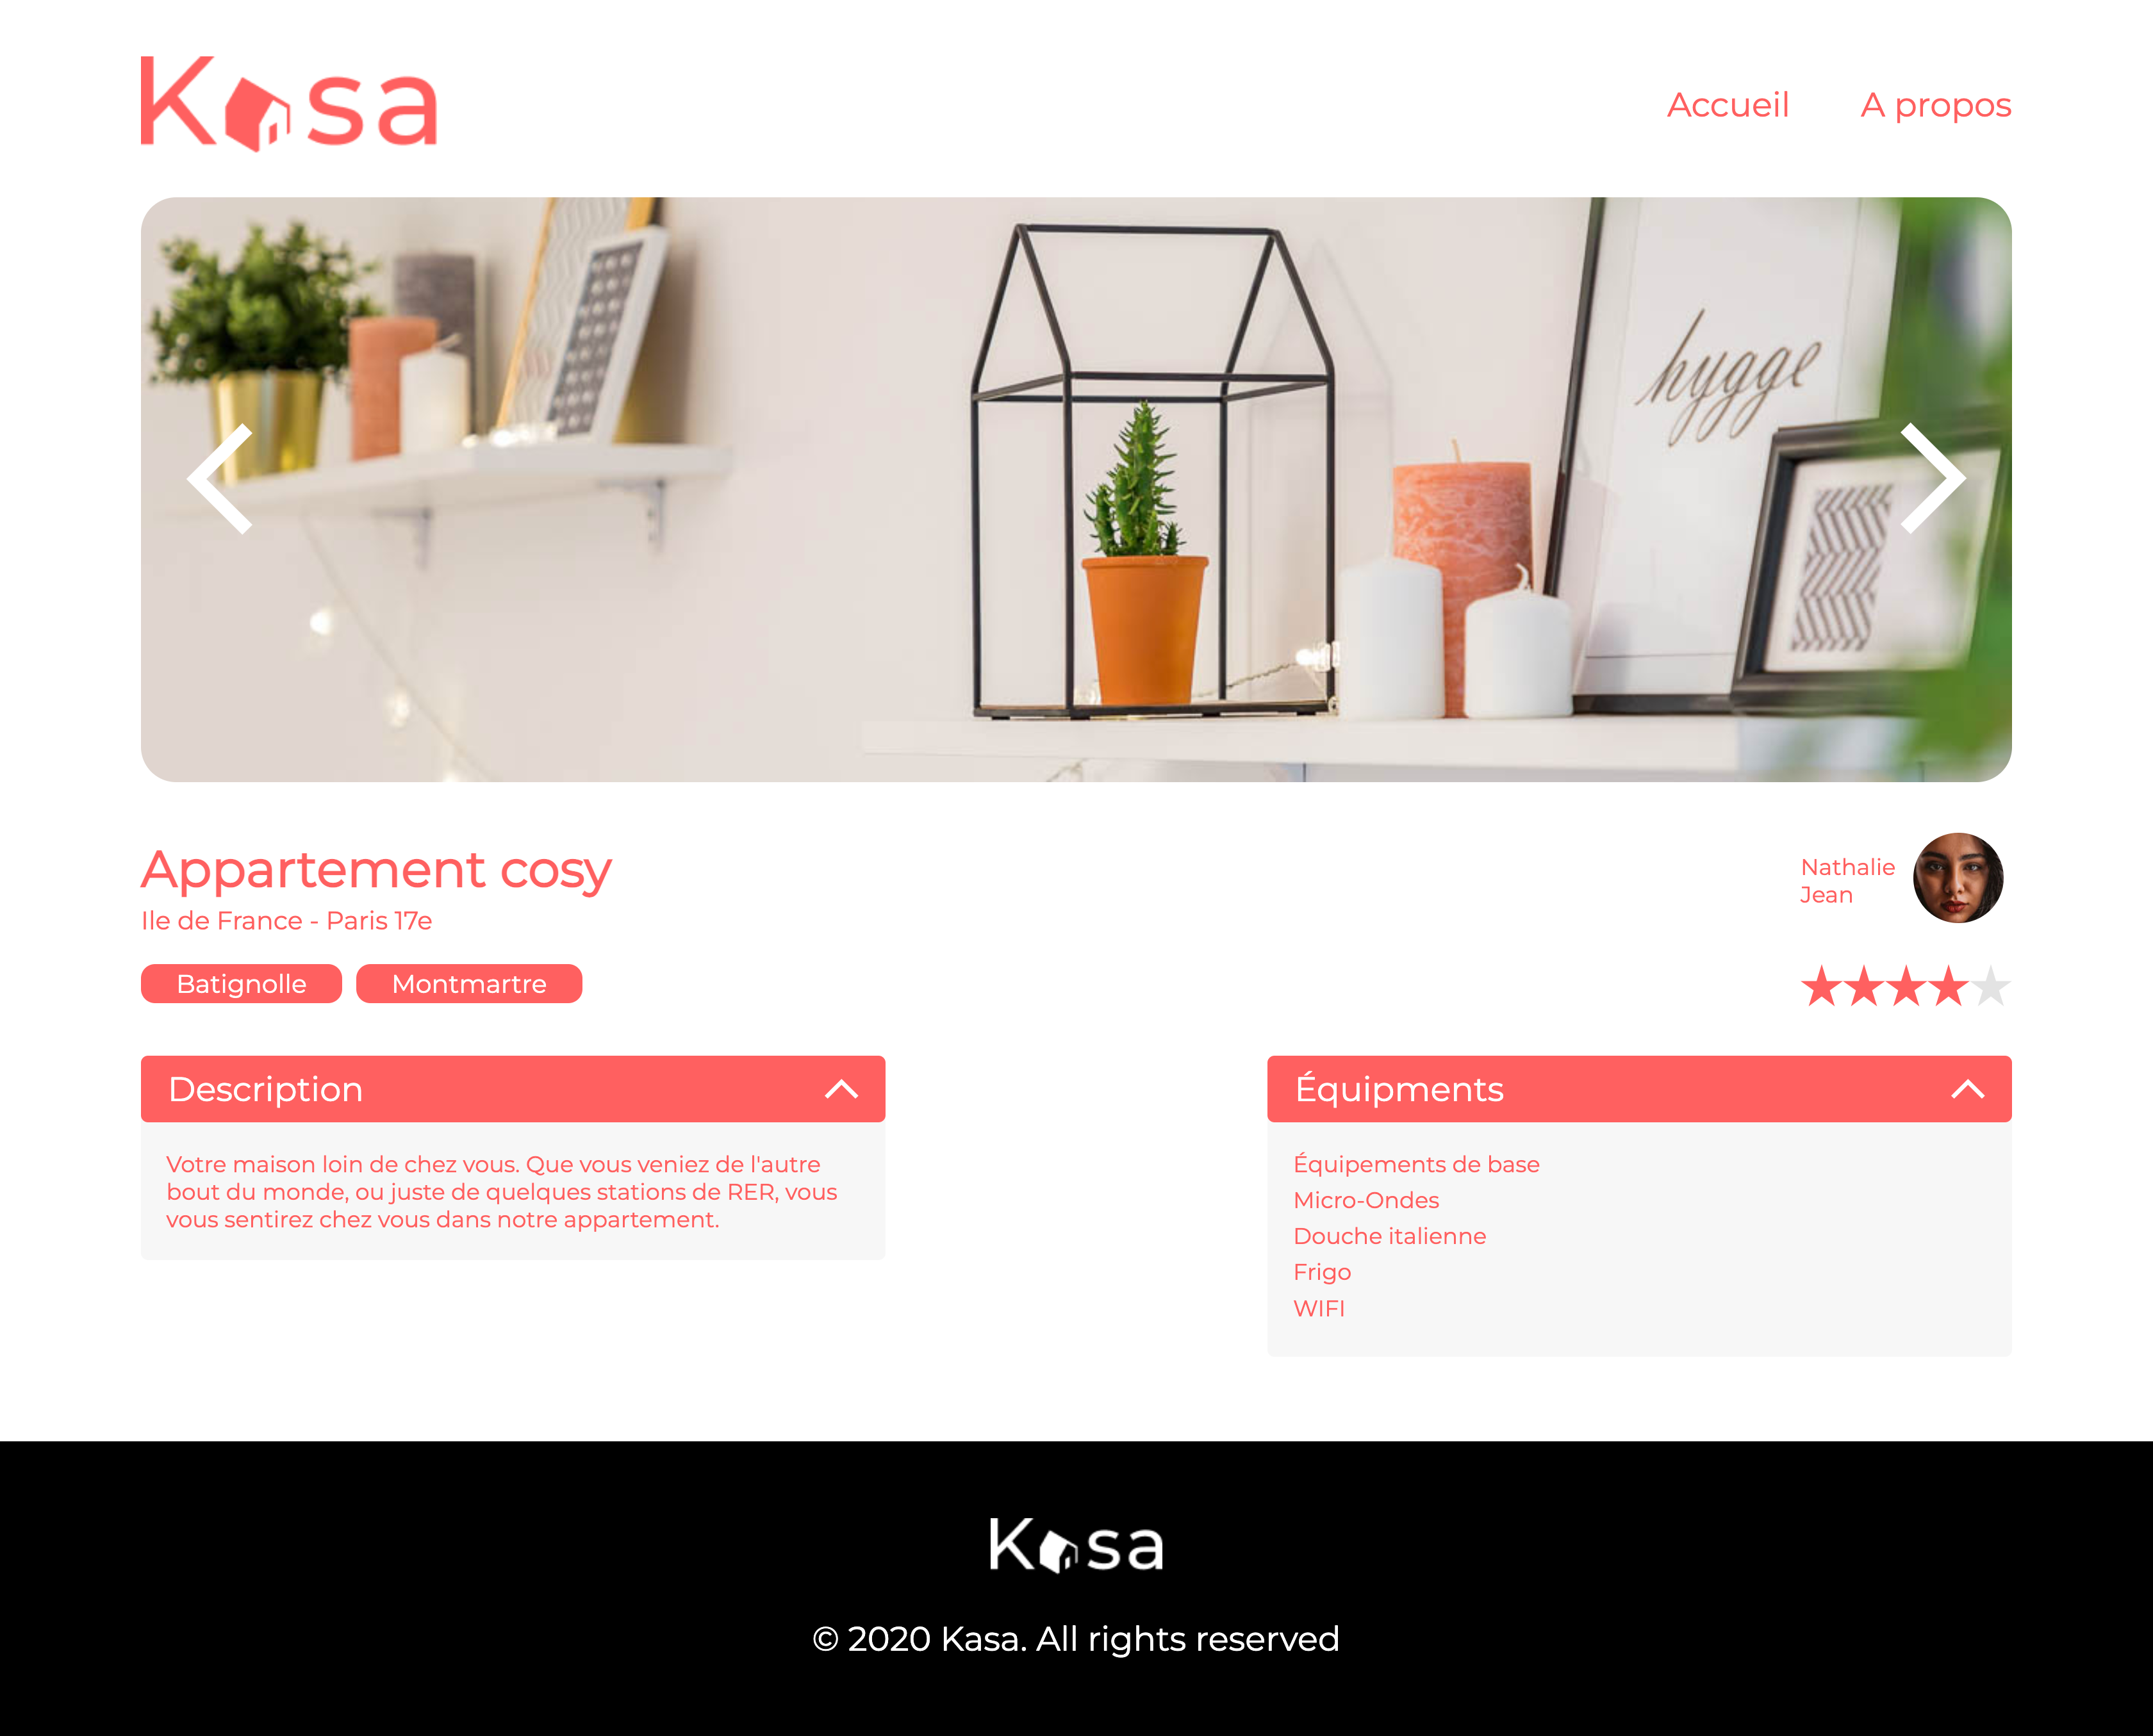 Kasa
Accueil
A propos
hygge
Appartement cosy
Ile de France - Paris 17e
Nathalie
Jean
Batignolle
Montmartre
Description
Votre maison loin de chez vous. Que vous veniez de l'autre
bout du monde, ou juste de quelques stations de RER, vous
vous sentirez chez vous dans notre appartement.
Équipments
Équipements de base
Micro-Ondes
Douche italienne
Frigo
WIFI
Kasa
© 2020 Kasa. All rights reserved